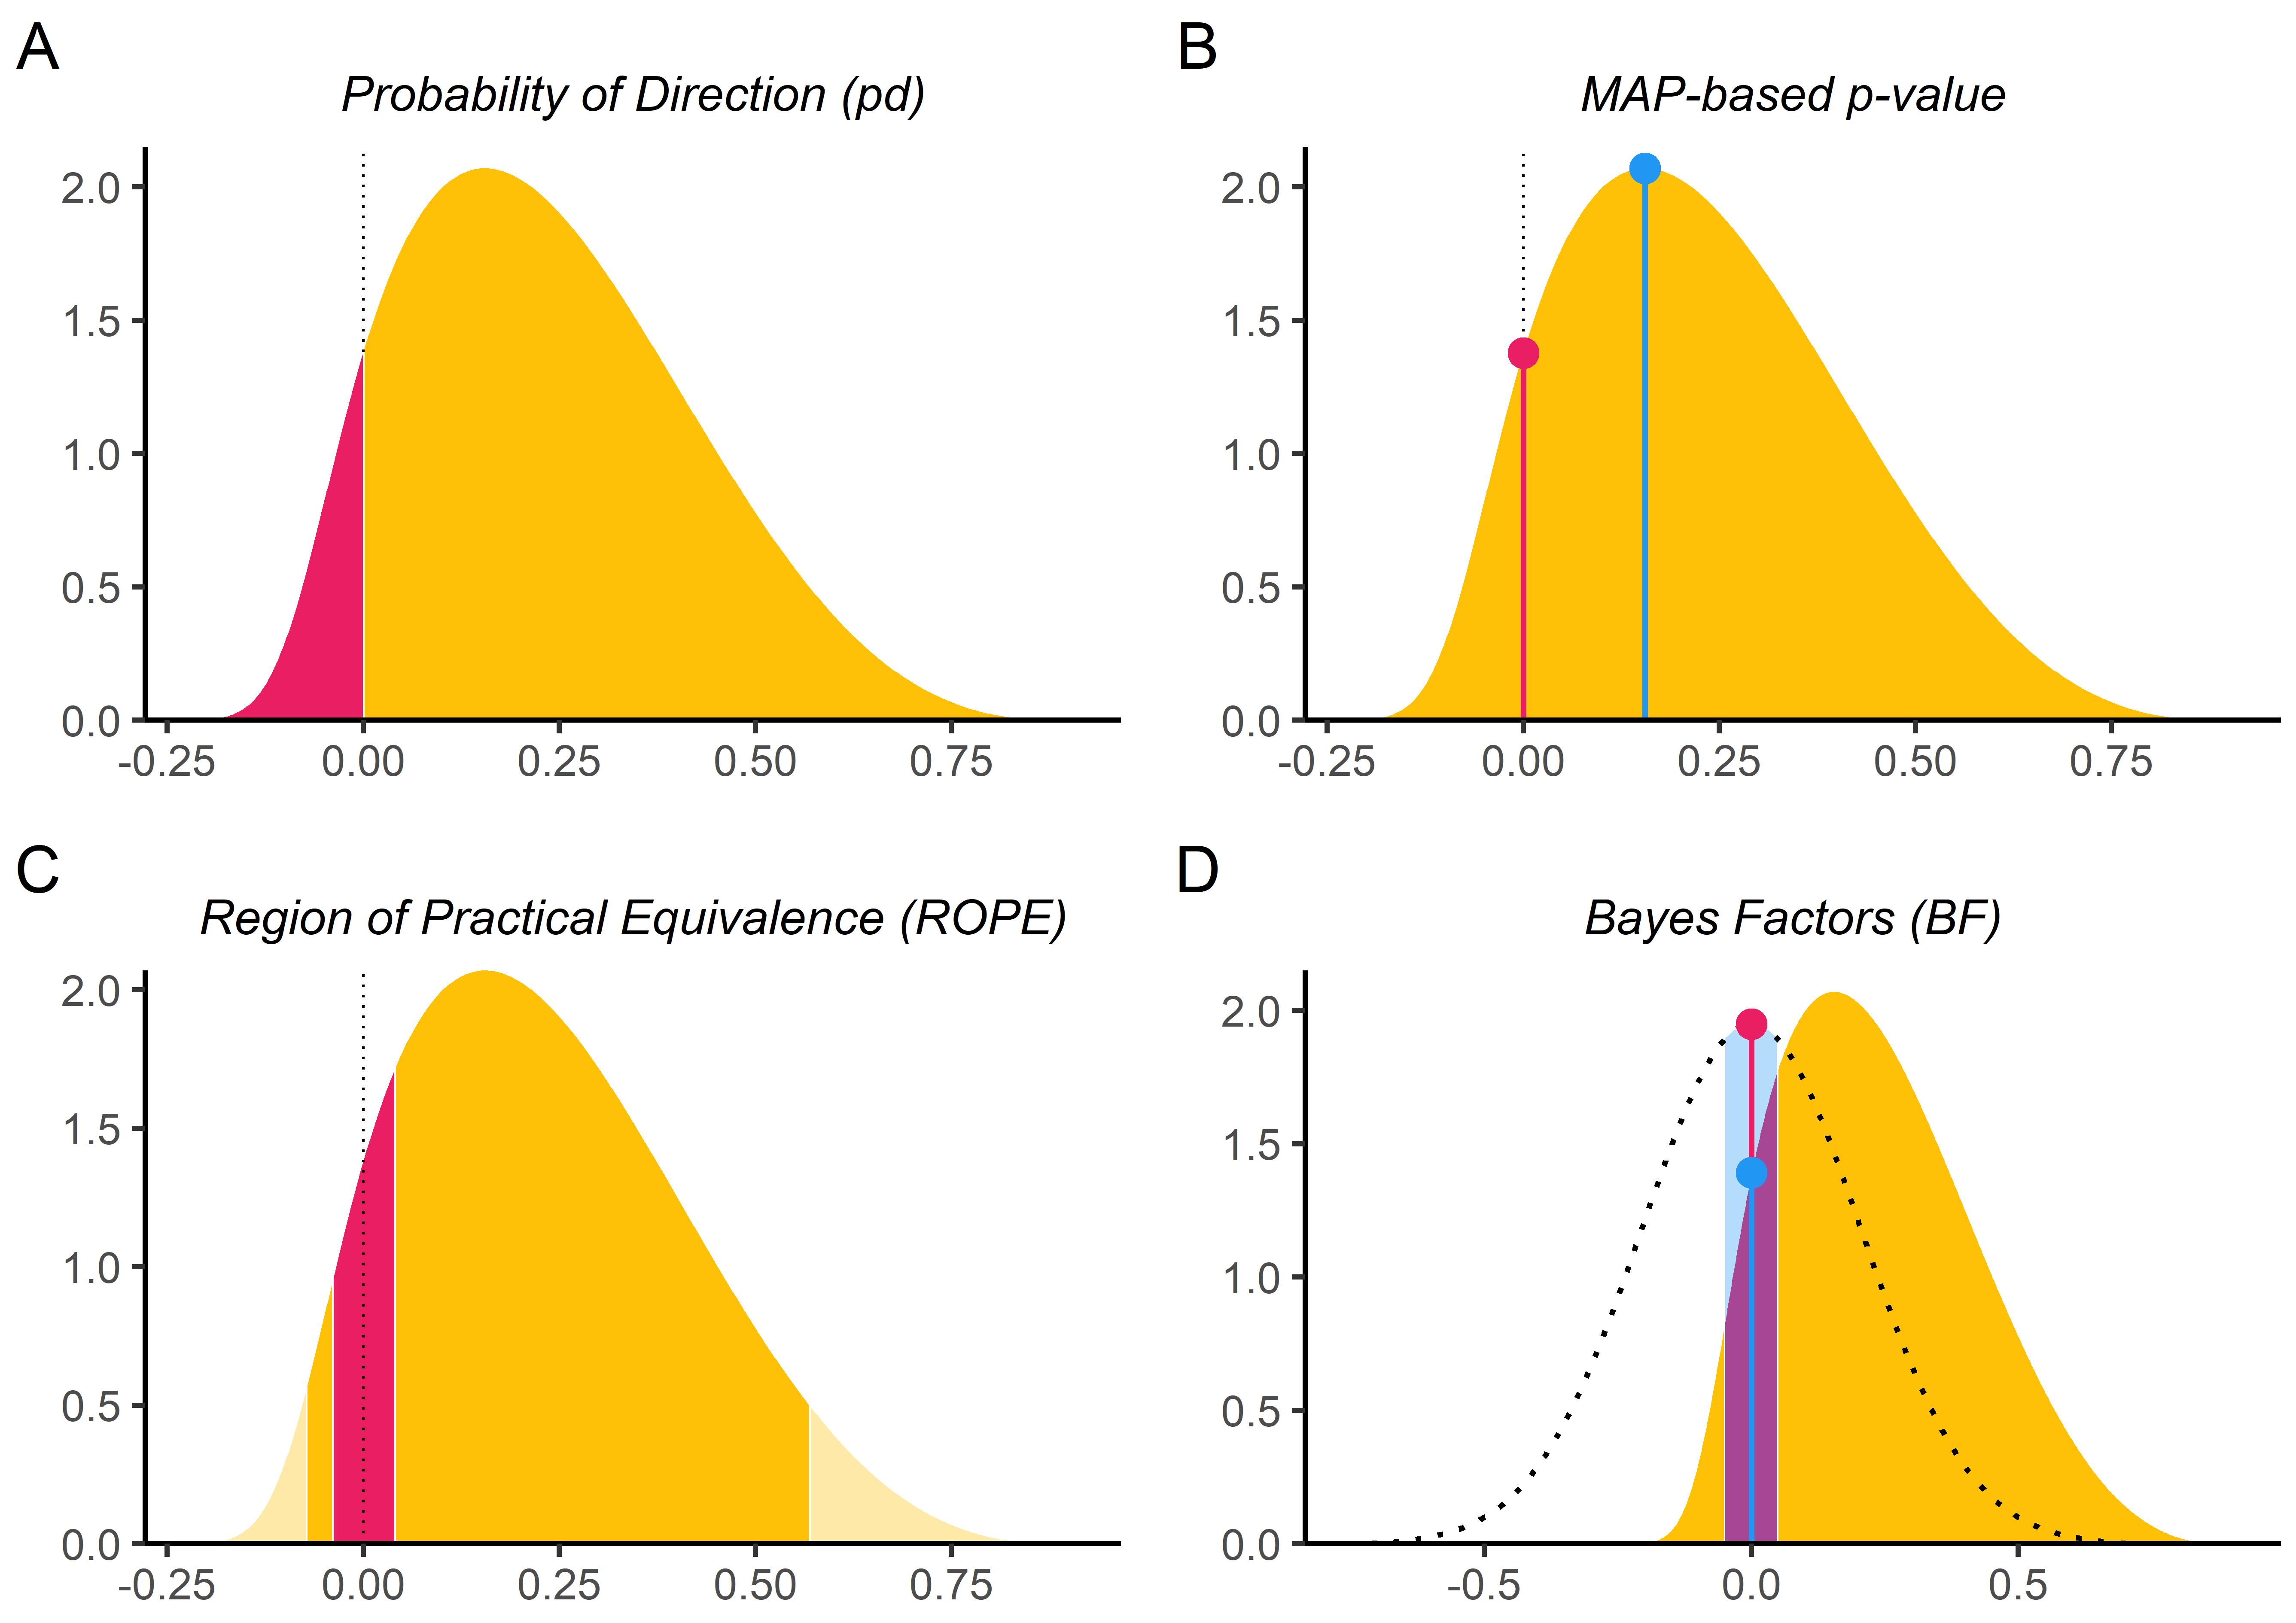 A
Probability of Direction (pd)
2.0
1.5
1.0
0.5
0.0
-0.25 0.00 0.25 0.50 0.75
B
MAP-based p-value
2.0
1.5
1.0
0.5
0.0
-0.25 0.00 0.25 0.50 0.75
C
Region of Practical Equivalence (ROPE)
2.0
1.5
1.0
0.5
0.0
-0.25 0.00 0.25 0.50 0.75
D
Bayes Factors (BF)
2.0
1.5
1.0
0.5
0.0
-0.5 0.0 0.5